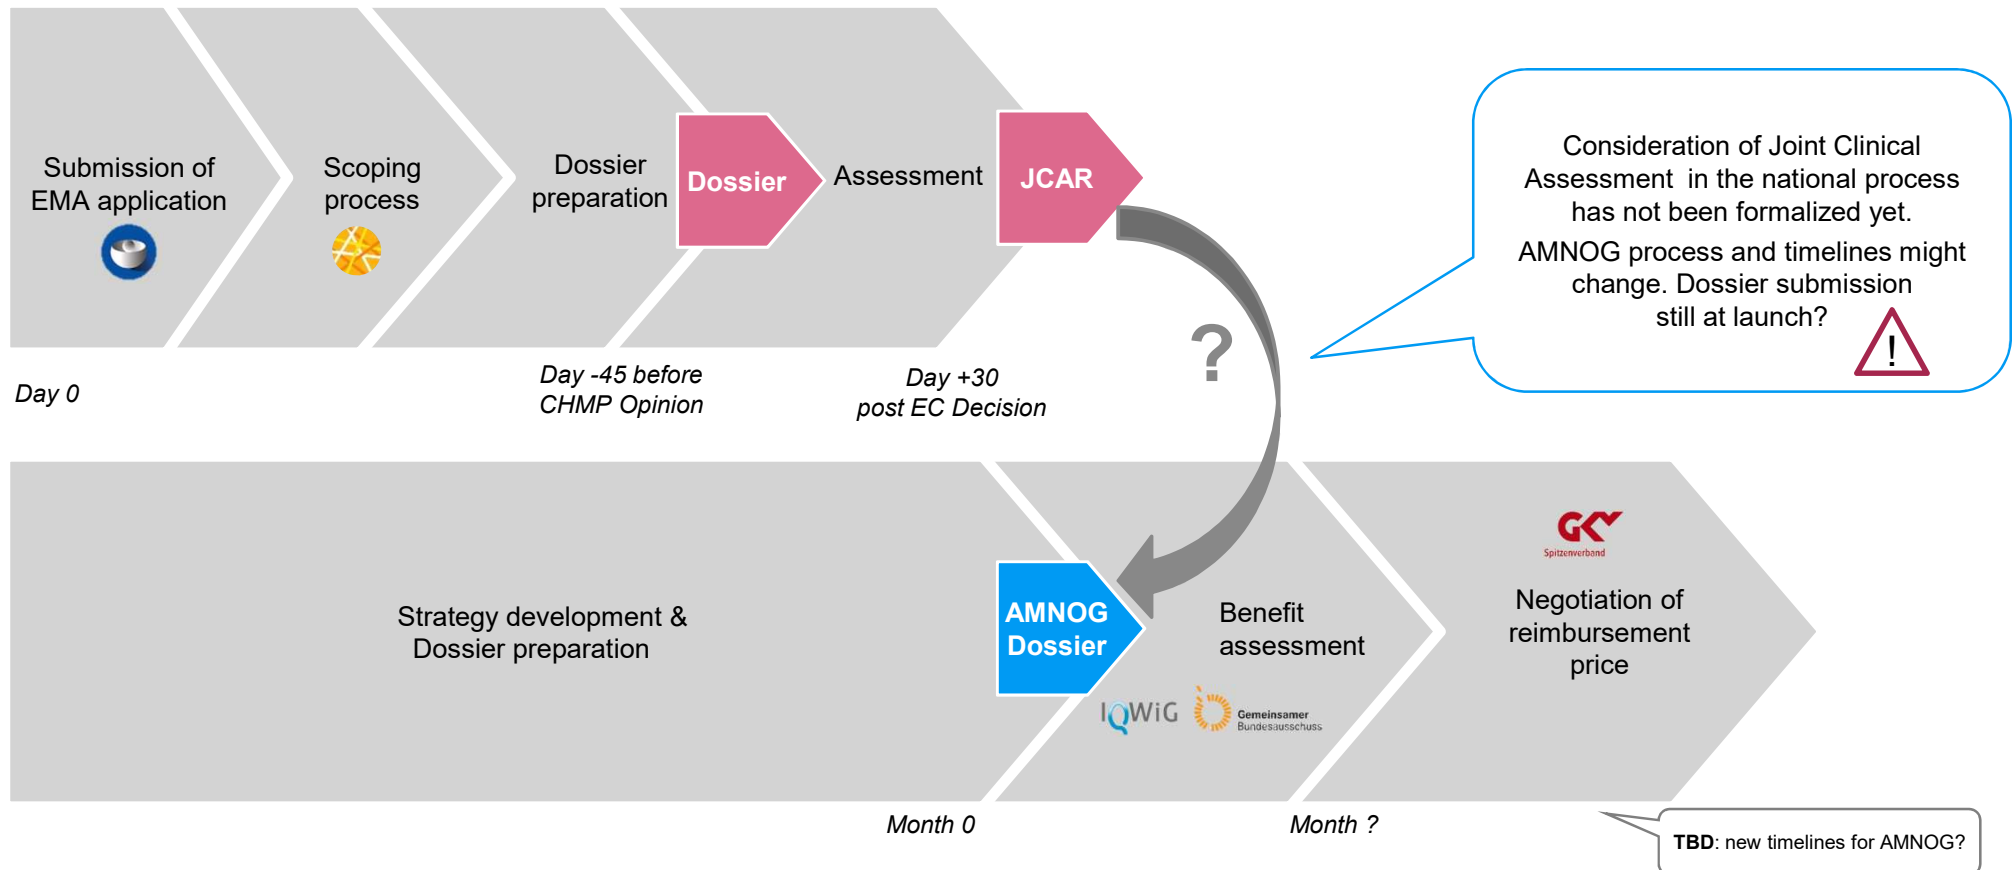 Submission of
EMA application
Scoping
process
Dossier
preparation
Dossier
Assessment
JCAR
Consideration of Joint Clinical
Assessment in the national process
has not been formalized yet.
AMNOG process and timelines might
change. Dossier submission
still at launch?
!
?
Day 0
Day -45 before
CHMP Opinion
Day +30
post EC Decision
Strategy development &
Dossier preparation
AMNOG
Dossier
Benefit
assessment
IQWiG
Gemeinsamer
Bundesausschuss
GKV
Spitzenverband
Negotiation of
reimbursement
price
Month 0
Month ?
TBD: new timelines for AMNOG?